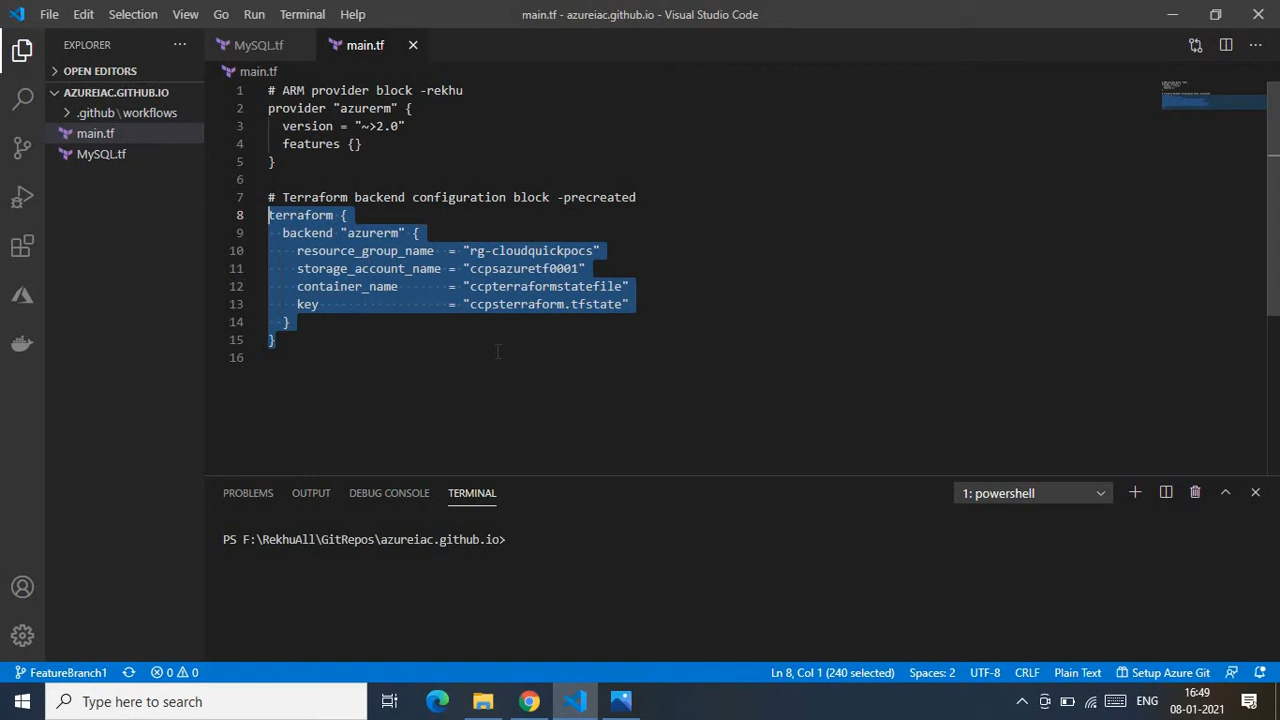 File Edit Selection View Go Run Terminal Help
main.tf - azureiac.github.io - Visual Studio Code
EXPLORER
MySQL.tf
main.tf
OPEN EDITORS
AZUREIAC.GITHUB.IO
.github \ workflows
main.tf
MySQL.tf
main.tf
1 # ARM provider block -rekhu
2 provider "azurerm" {
3 version = "~>2.0"
4 features {}
5 }
6
7 # Terraform backend configuration block -precreated
8 terraform {
9 backend "azurerm" {
10 resource_group_name = "rg-cloudquickpocs"
11 storage_account_name = "ccpsazuretf0001"
12 container_name = "ccpterraformstatefile"
13 key = "ccpsterraform.tfstate"
14 }
15 }
16
PROBLEMS OUTPUT DEBUG CONSOLE TERMINAL
1: powershell
PS F:\RekhuAll\GitRepos\azureiac.github.io>
FeatureBranch1 0 0
Ln 8, Col 1 (240 selected) Spaces: 2 UTF-8 CRLF Plain Text Setup Azure Git
Type here to search
ENG
16:49
08-01-2021